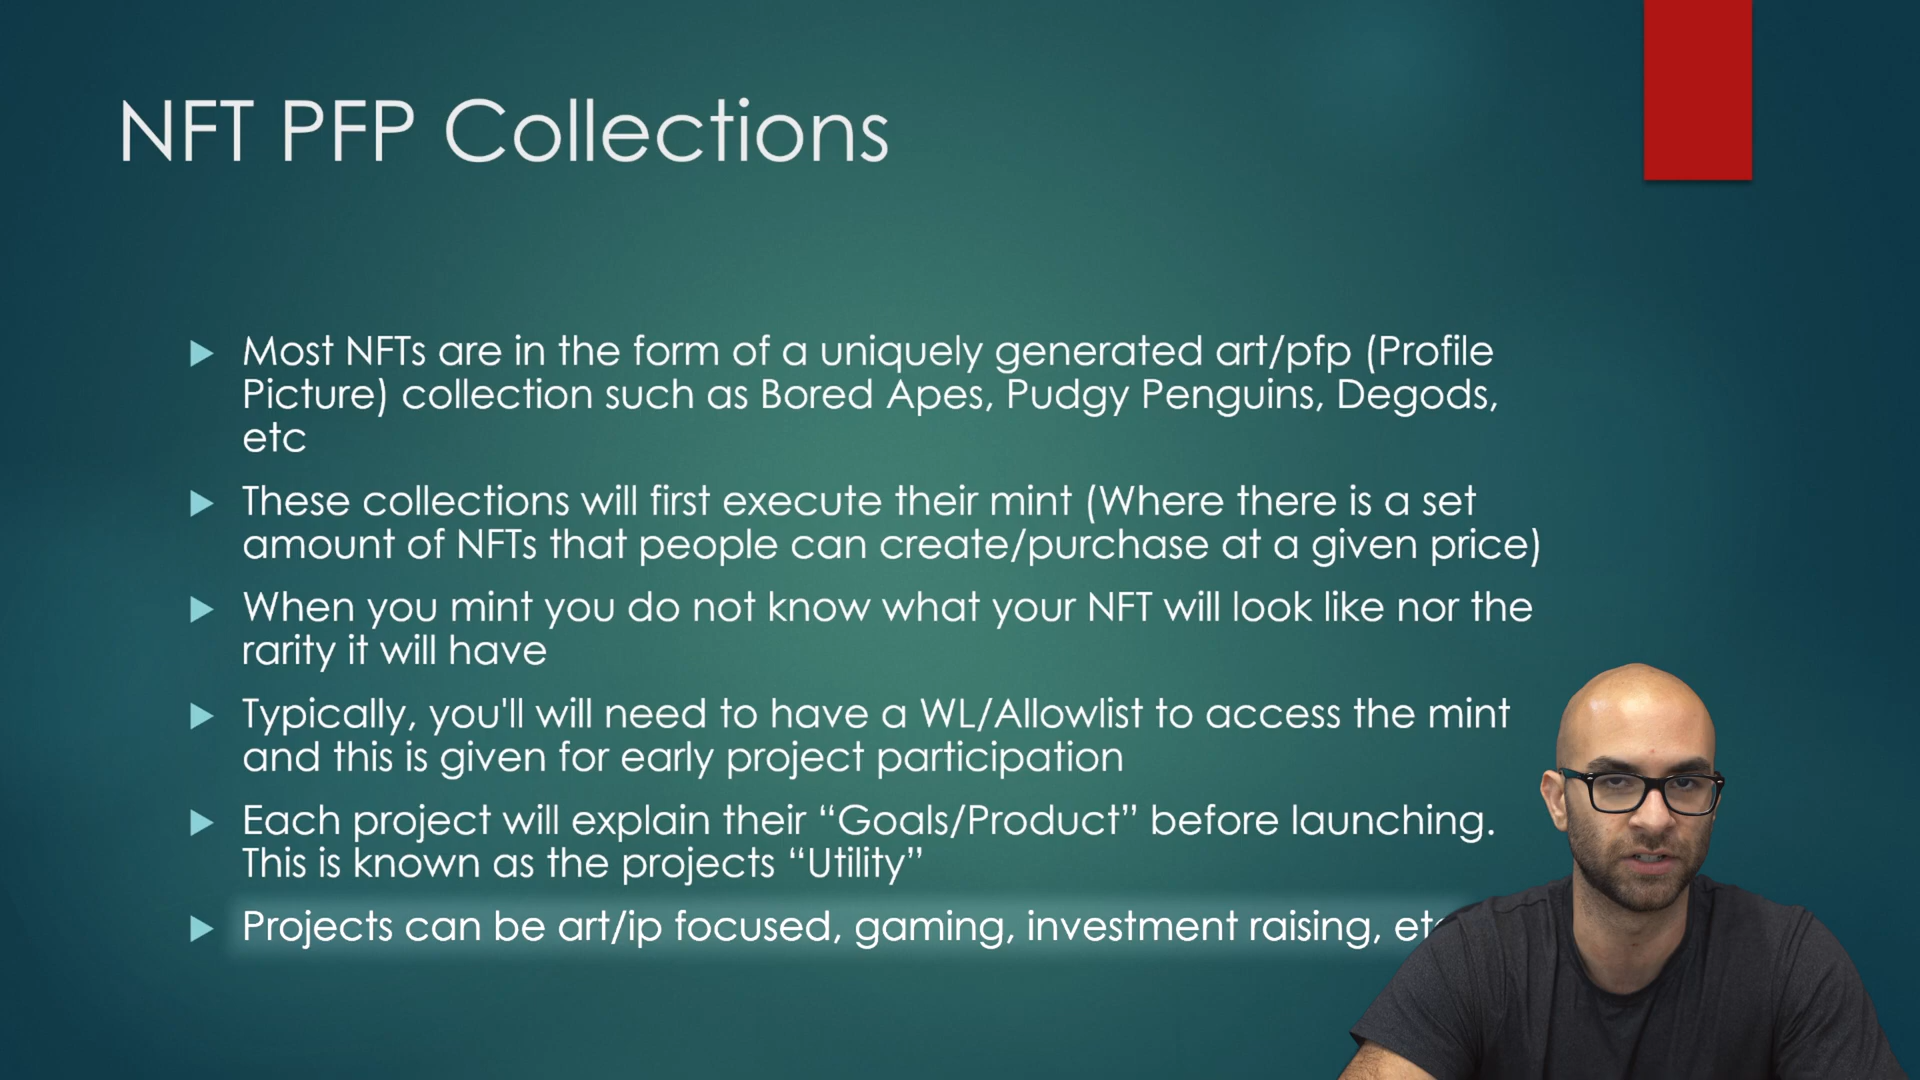 NFT PFP Collections
Most NFTs are in the form of a uniquely generated art/pfp (Profile
Picture) collection such as Bored Apes, Pudgy Penguins, Degods,
etc
These collections will first execute their mint (Where there is a set
amount of NFTs that people can create/purchase at a given price)
When you mint you do not know what your NFT will look like nor the
rarity it will have
Typically, you'll will need to have a WL/Allowlist to access the mint
and this is given for early project participation
Each project will explain their “Goals/Product” before launching.
This is known as the projects “Utility”
Projects can be art/ip focused, gaming, investment raising, etc